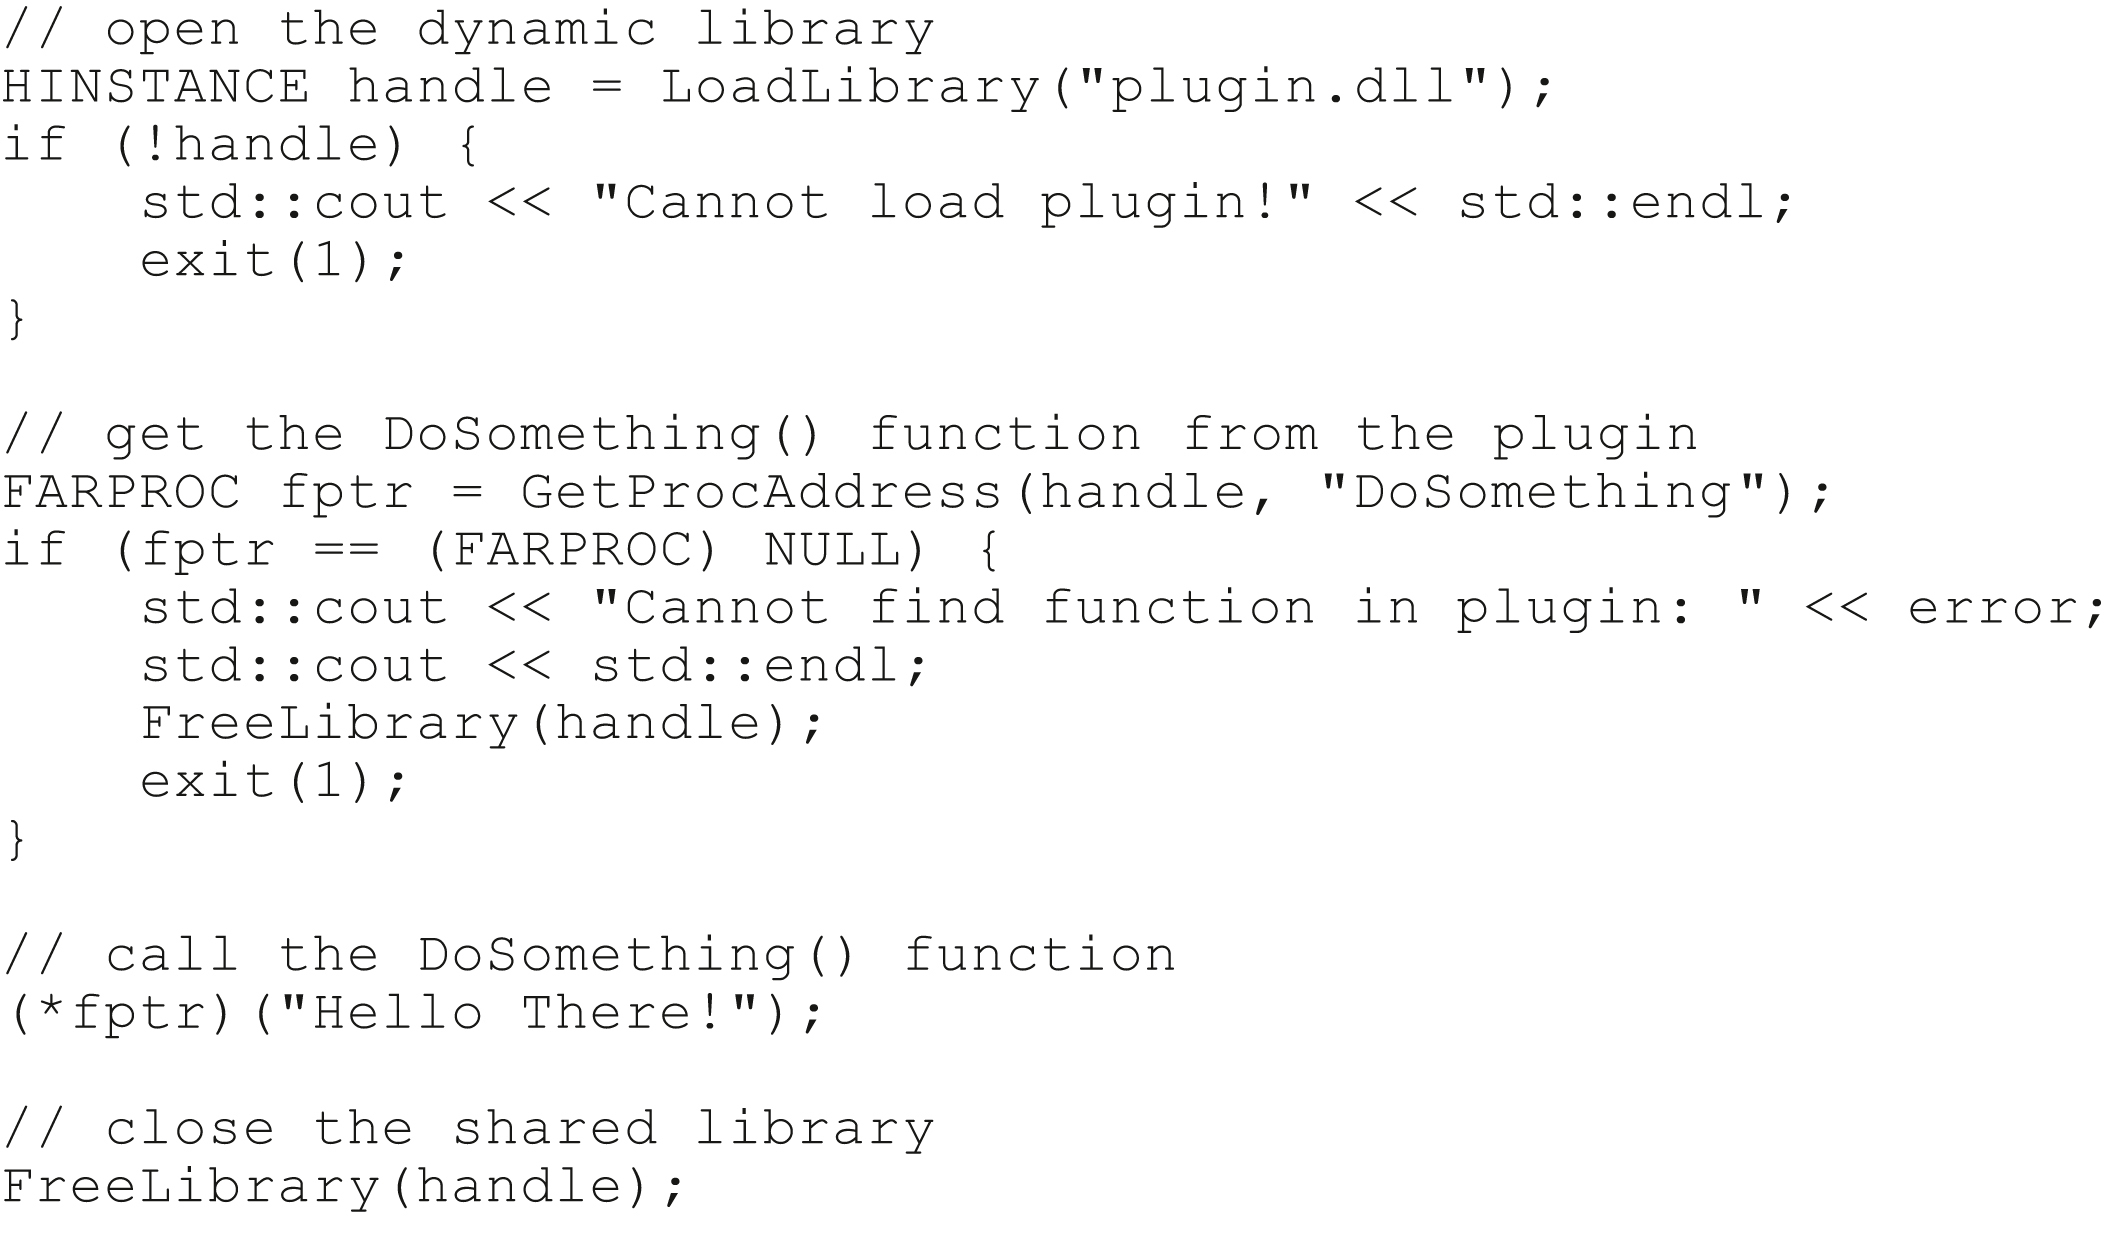 // open the dynamic library
HINSTANCE handle = LoadLibrary("plugin.dll");
if (!handle) {
    std::cout << "Cannot load plugin!" << std::endl;
    exit(1);
}

// get the DoSomething() function from the plugin
FARPROC fptr = GetProcAddress(handle, "DoSomething");
if (fptr == (FARPROC) NULL) {
    std::cout << "Cannot find function in plugin: " << error;
    std::cout << std::endl;
    FreeLibrary(handle);
    exit(1);
}

// call the DoSomething() function
(*fptr)("Hello There!");

// close the shared library
FreeLibrary(handle);